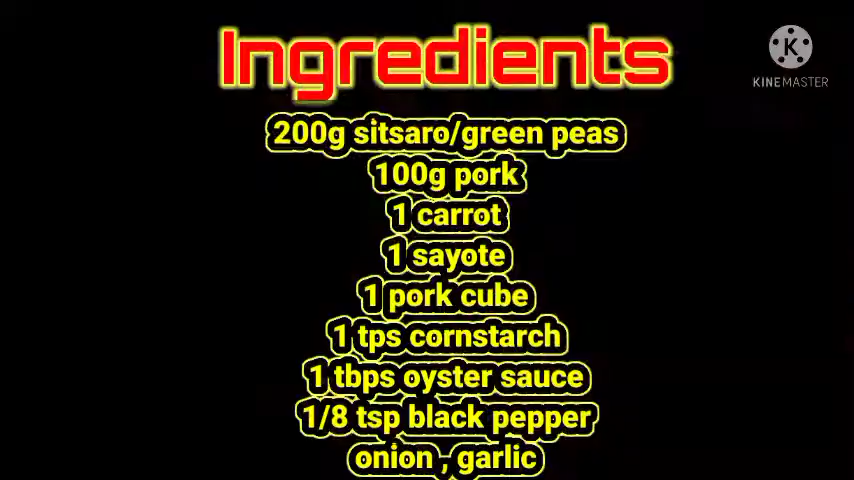 Ingredients
KINEMASTER
200g sitsaro/green peas
100g pork
1 carrot
1 sayote
1 pork cube
1 tps cornstarch
1 tbps oyster sauce
1/8 tsp black pepper
onion , garlic